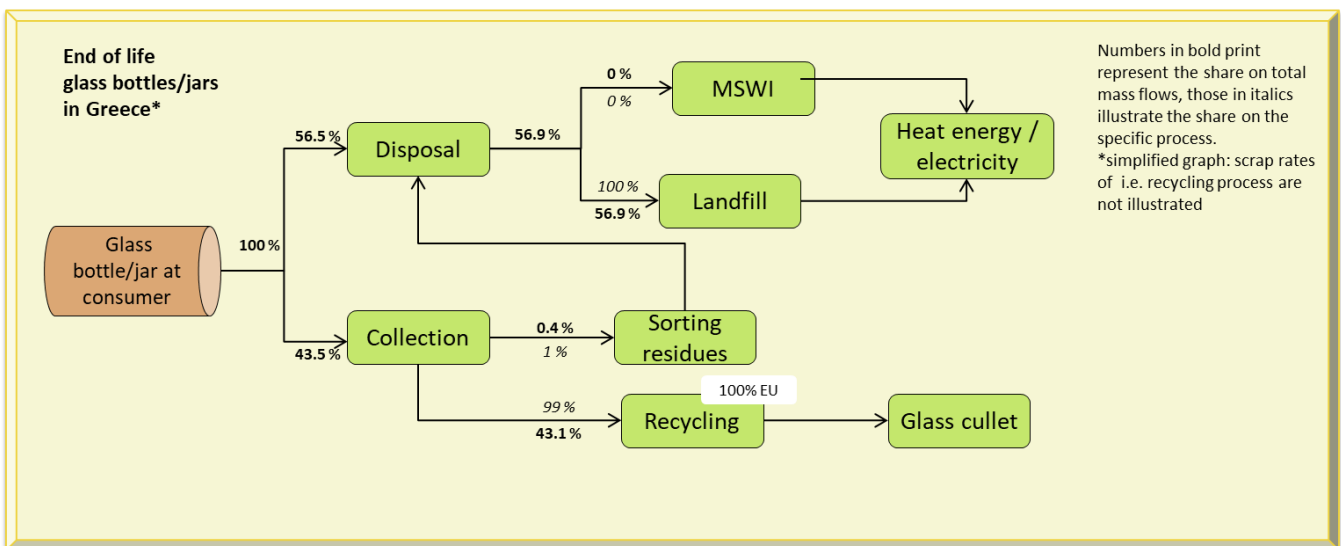 End of life
glass bottles/jars
in Greece*
Numbers in bold print
represent the share on total
mass flows, those in italics
illustrate the share on the
specific process.
*simplified graph: scrap rates
of i.e. recycling process are
not illustrated
0 %
0 %
MSWI
56.5 %
Disposal
56.9 %
Heat energy /
electricity
100 %
56.9 %
Landfill
Glass
bottle/jar at
consumer
100 %
43.5 %
Collection
0.4 %
1 %
Sorting
residues
100% EU
99 %
43.1 %
Recycling
Glass cullet